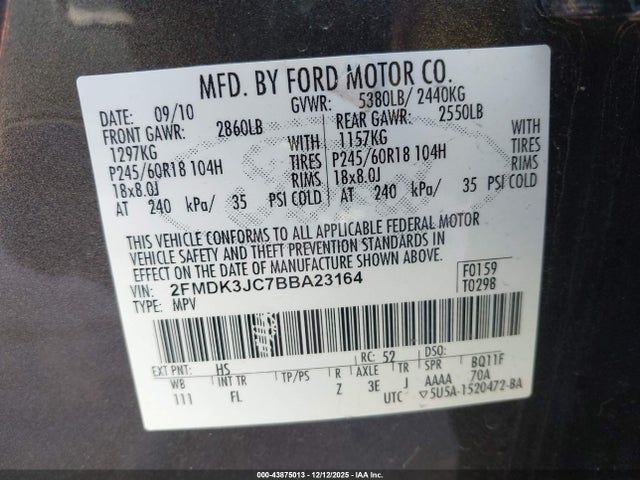 MFD. BY FORD MOTOR CO.
DATE: 09/10 GVWR: 5380LB/ 2440KG
FRONT GAWR: 2860LB REAR GAWR: 2550LB
1297KG WITH 1157KG WITH
P245/60R18 104H TIRES P245/60R18 104H TIRES
18x8.0J RIMS 18x8.0J RIMS
AT 240 kPa/ 35 PSI COLD AT 240 kPa/ 35 PSI COLD
THIS VEHICLE CONFORMS TO ALL APPLICABLE FEDERAL MOTOR
VEHICLE SAFETY AND THEFT PREVENTION STANDARDS IN
EFFECT ON THE DATE OF MANUFACTURE SHOWN ABOVE.
VIN: 2FMDK3JC7BBA23164 F0159
TYPE: MPV T0298
EXT PNT: HS RC: 52 DSO:
WB INT TR TP/PS R AXLE TR SPR BQ11F
111 FL Z 3E J AAAA 70A
UTC ▽5U5A-1520472-BA
000-43875013 - 12/12/2025 - IAA Inc.